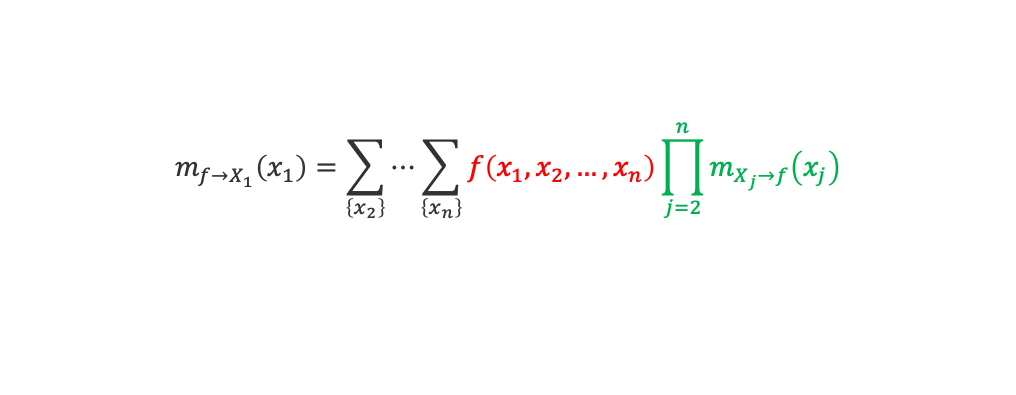 m_{f→X_1}(x_1) = ∑_{\{x_2\}} ⋯ ∑_{\{x_n\}} f(x_1, x_2, …, x_n) ∏_{j=2}^{n} m_{X_j→f}(x_j)